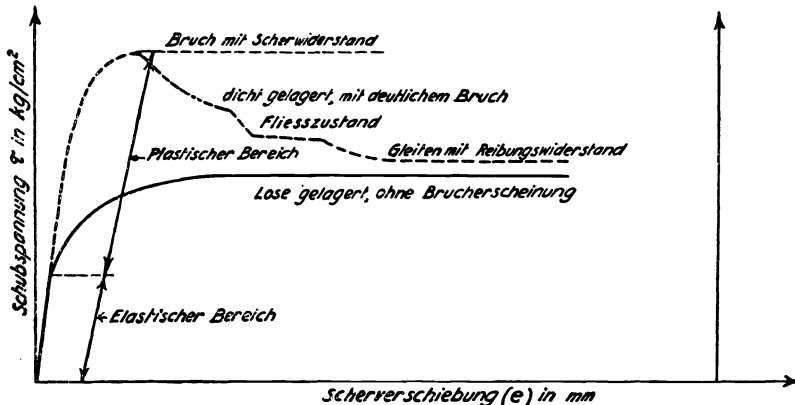 Schubspannung τ in kg/cm²
Bruch mit Scherwiderstand
dicht gelagert, mit deutlichem Bruch
Fliesszustand
Gleiten mit Reibungswiderstand
Plastischer Bereich
Lose gelagert, ohne Brucherscheinung
Elastischer Bereich
Scherverschiebung (e) in mm